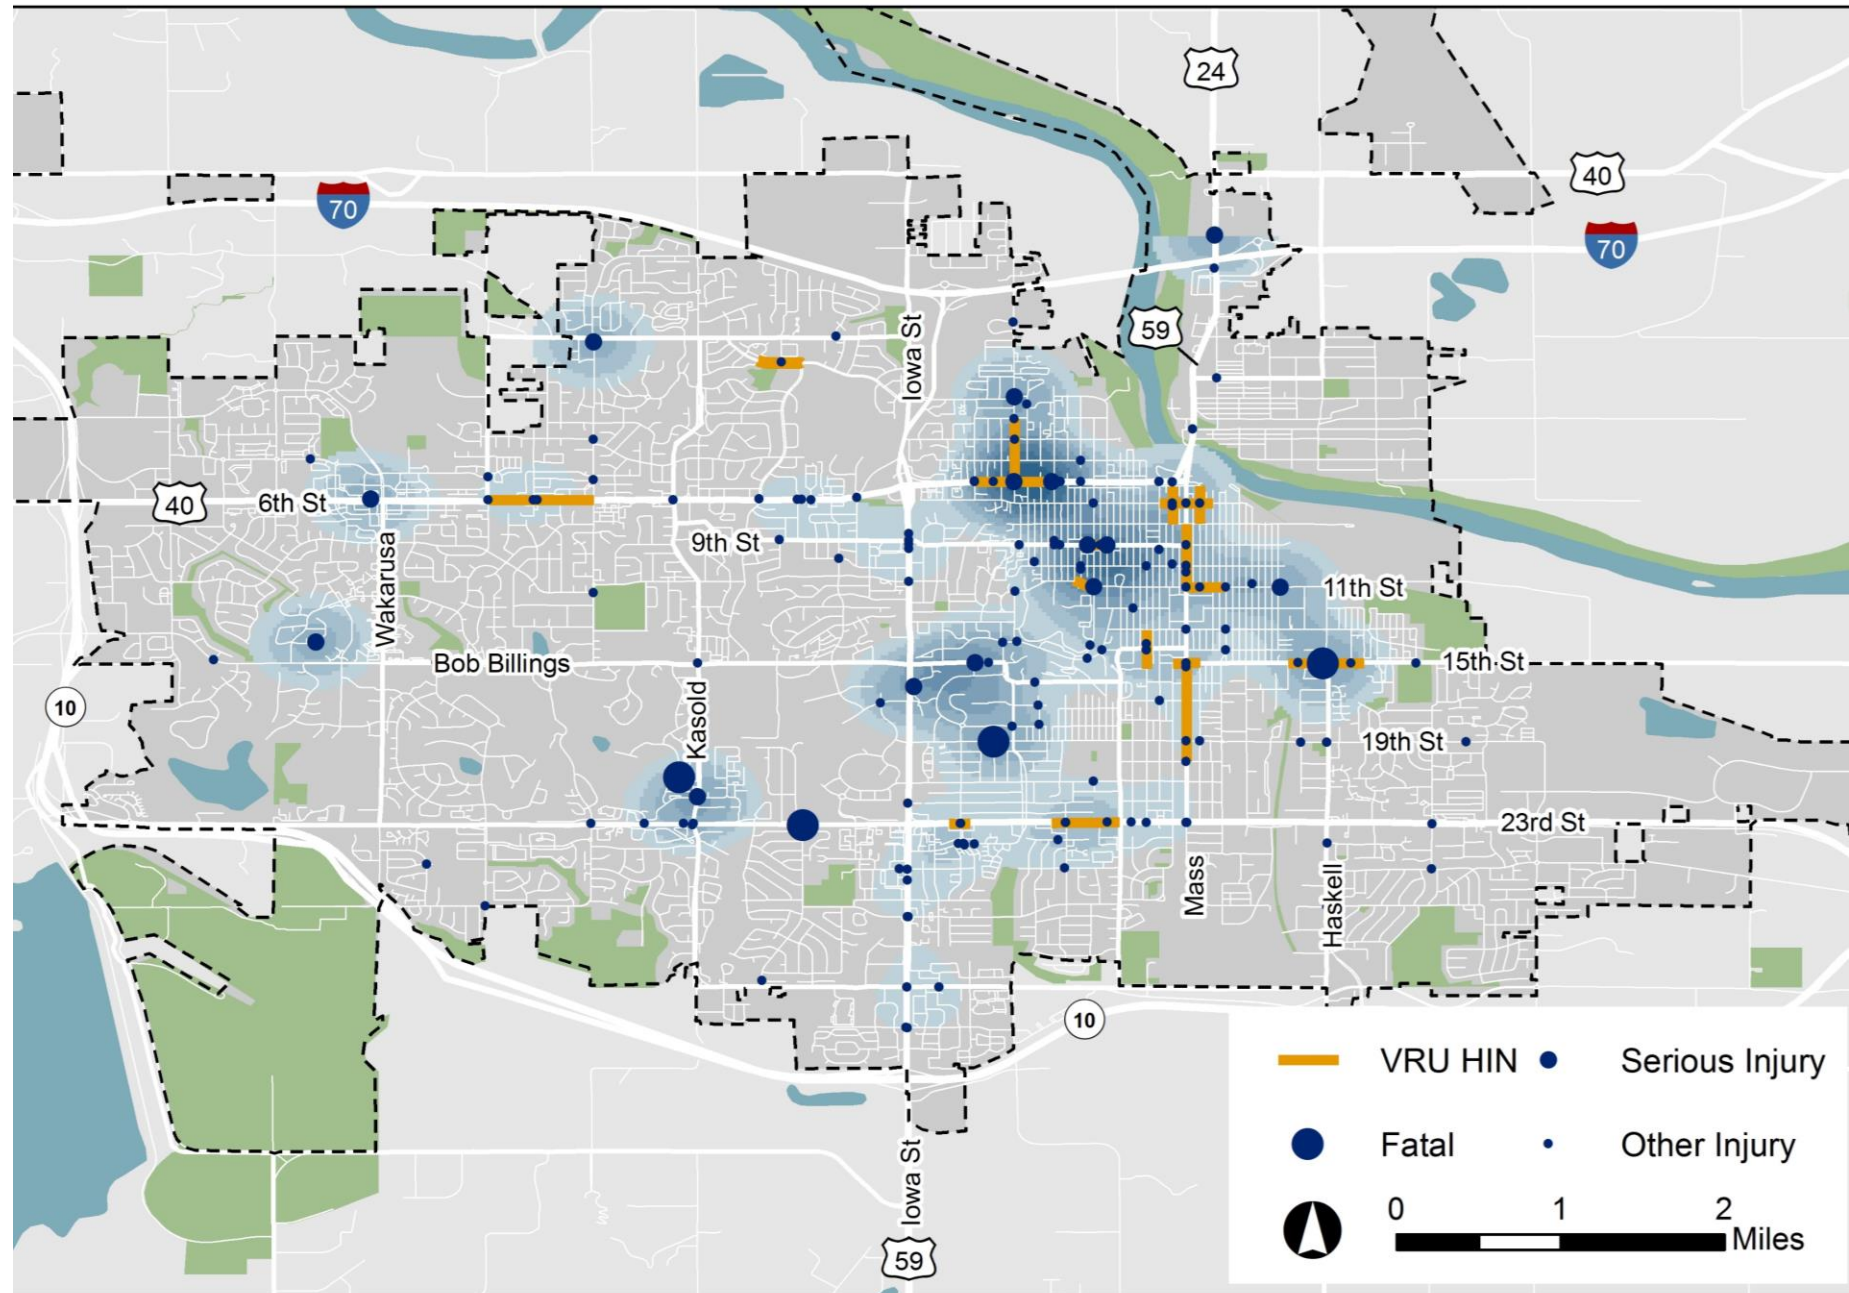 24
40
70
70
59
Iowa St
40
6th St
9th St
11th St
Wakarusa
Bob Billings
15th St
10
Kasold
19th St
23rd St
Mass
Haskell
10
Iowa St
59
VRU HIN
Serious Injury
Fatal
Other Injury
0 1 2
Miles